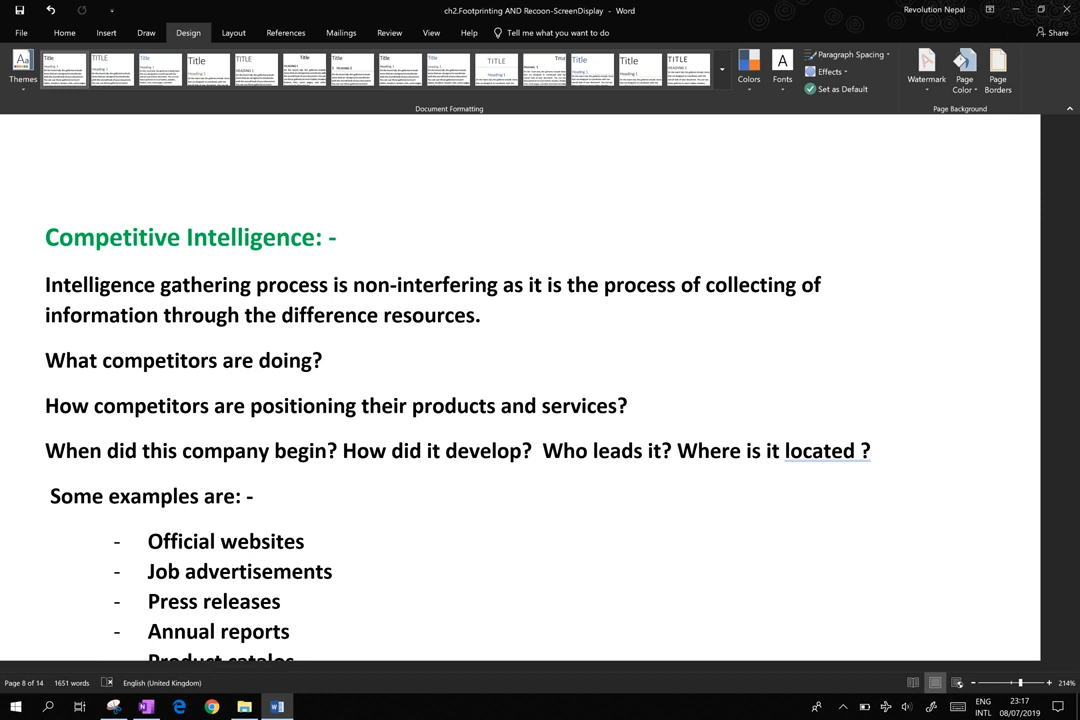 ch2.Footprinting AND Recoon-ScreenDisplay - Word
Revolution Nepal
File Home Insert Draw Design Layout References Mailings Review View Help Tell me what you want to do Share
Themes
Colors
Fonts
Paragraph Spacing
Effects
Set as Default
Watermark
Page Color
Page Borders
Document Formatting
Page Background
Competitive Intelligence: -
Intelligence gathering process is non-interfering as it is the process of collecting of
information through the difference resources.
What competitors are doing?
How competitors are positioning their products and services?
When did this company begin? How did it develop?  Who leads it? Where is it located ?
Some examples are: -
- Official websites
- Job advertisements
- Press releases
- Annual reports
Page 8 of 14 1651 words English (United Kingdom) 214%
ENG 23:17
INTL 08/07/2019